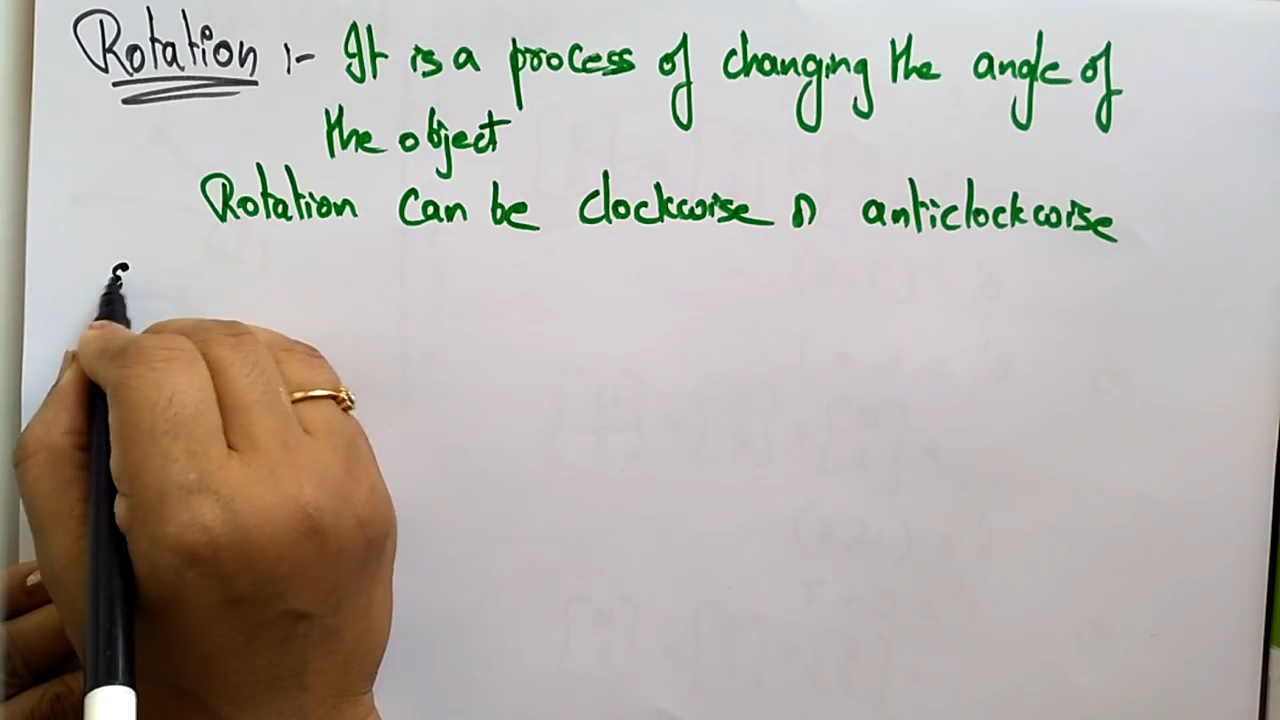 Rotation :- It is a process of changing the angle of
the object
Rotation can be clockwise or anticlockwise